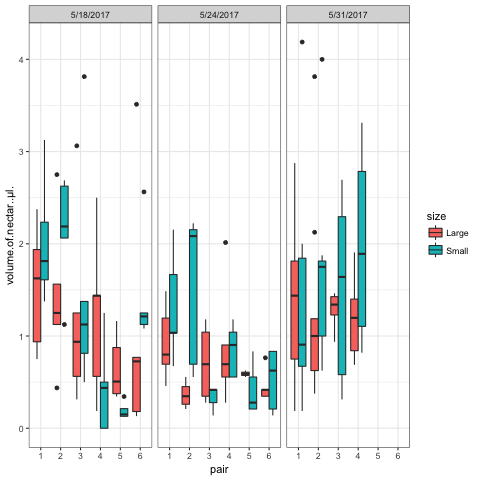 5/18/2017 5/24/2017 5/31/2017
4
3
2
1
0
volume.of.nectar..µl.
1 2 3 4 5 6 1 2 3 4 5 6 1 2 3 4 5 6
pair
size
Large
Small